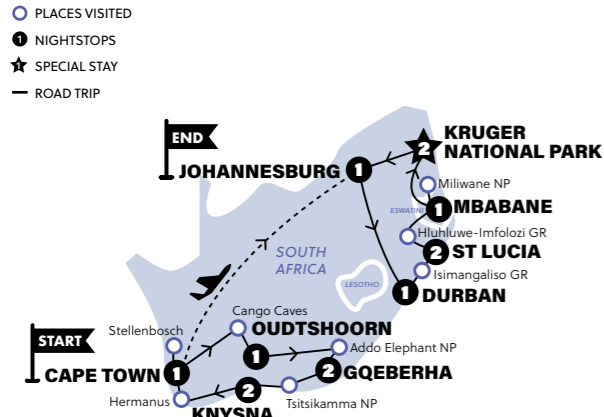 PLACES VISITED
1 NIGHTSTOPS
1 SPECIAL STAY
ROAD TRIP
END
JOHANNESBURG 1
2 KRUGER
NATIONAL PARK
Miliwane NP
ESWATINI
1 MBABANE
Hluhluwe-Imfolozi GR
2 ST LUCIA
Isimangaliso GR
1 DURBAN
SOUTH
AFRICA
LESOTHO
Cango Caves
Stellenbosch
OUDTSHOORN
1
START
CAPE TOWN 1
Addo Elephant NP
2 GQEBERHA
Hermanus
2
KNYSNA
Tsitsikamma NP